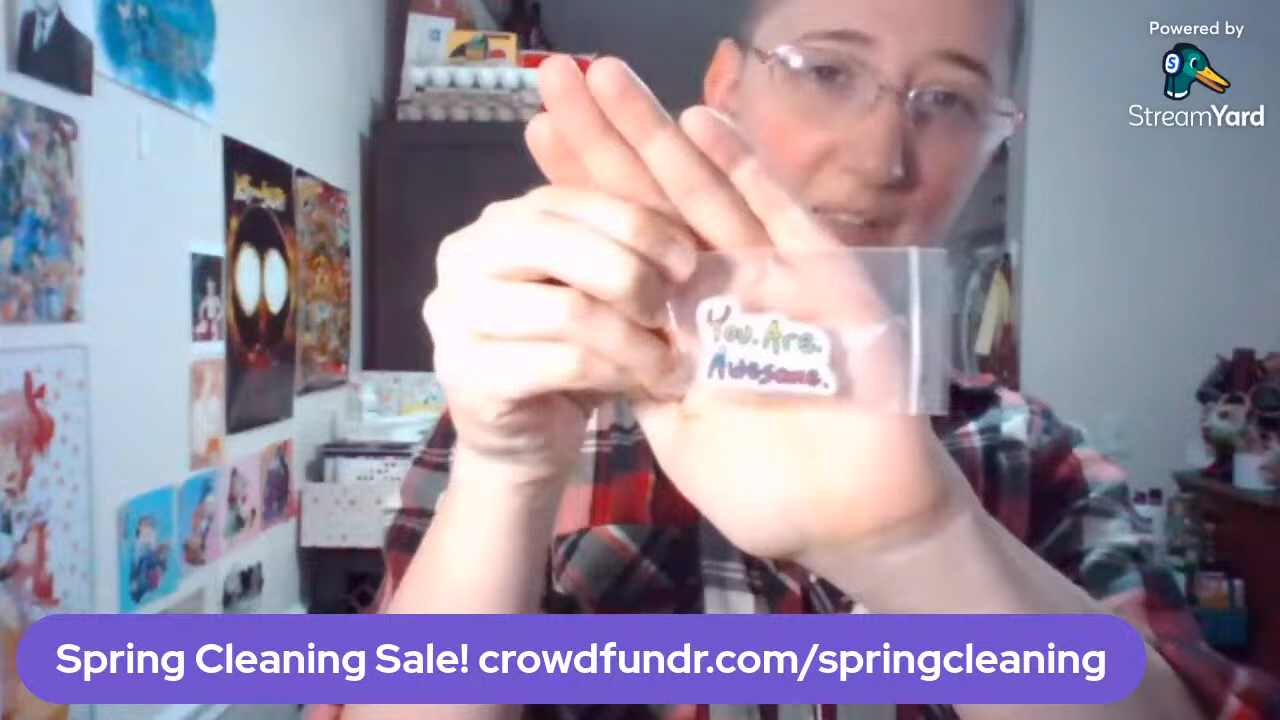 Powered by
StreamYard
You. Are.
Awesome.
Spring Cleaning Sale! crowdfundr.com/springcleaning